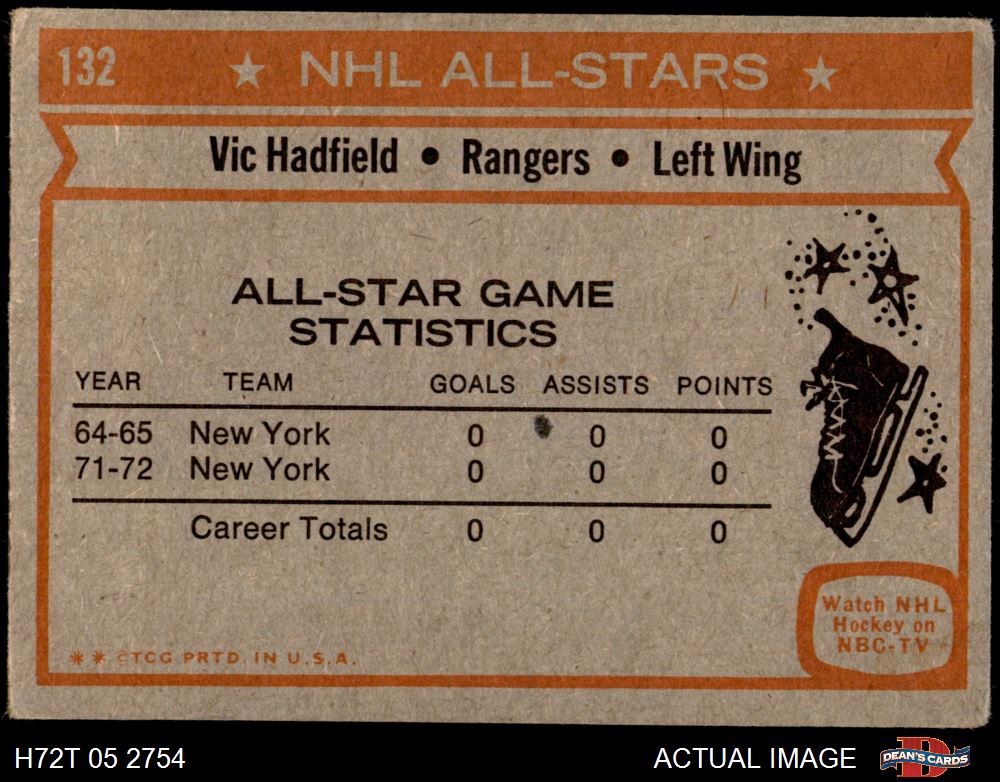 132 ★ NHL ALL-STARS ★
Vic Hadfield • Rangers • Left Wing
ALL-STAR GAME
STATISTICS
YEAR TEAM GOALS ASSISTS POINTS
64-65 New York 0 0 0
71-72 New York 0 0 0
Career Totals 0 0 0
Watch NHL
Hockey on
NBC-TV
** ©TCG PRTD. IN U.S.A.
H72T 05 2754 ACTUAL IMAGE DEAN'S CARDS